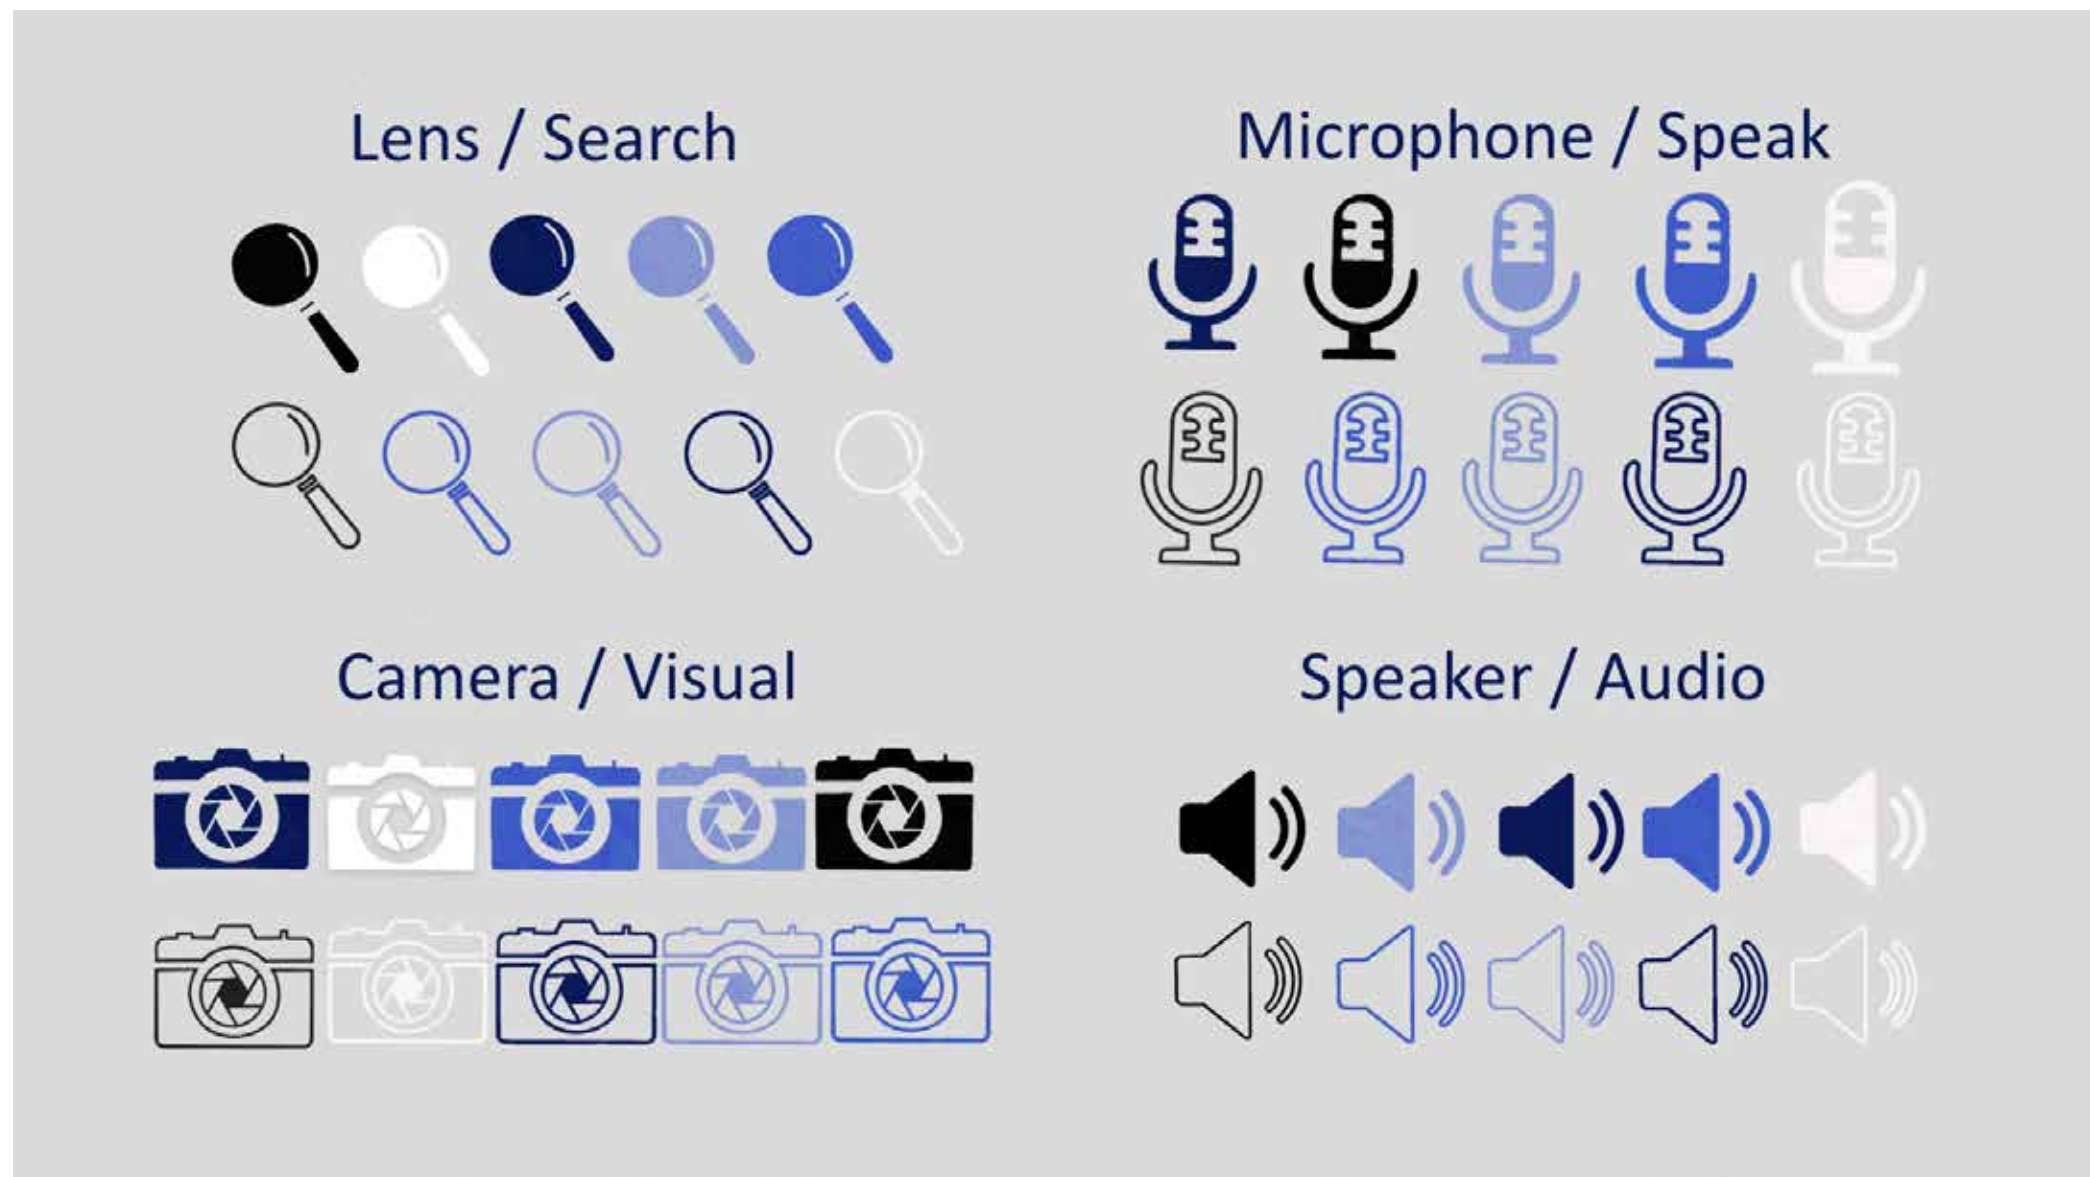 Lens / Search
Microphone / Speak
Camera / Visual
Speaker / Audio